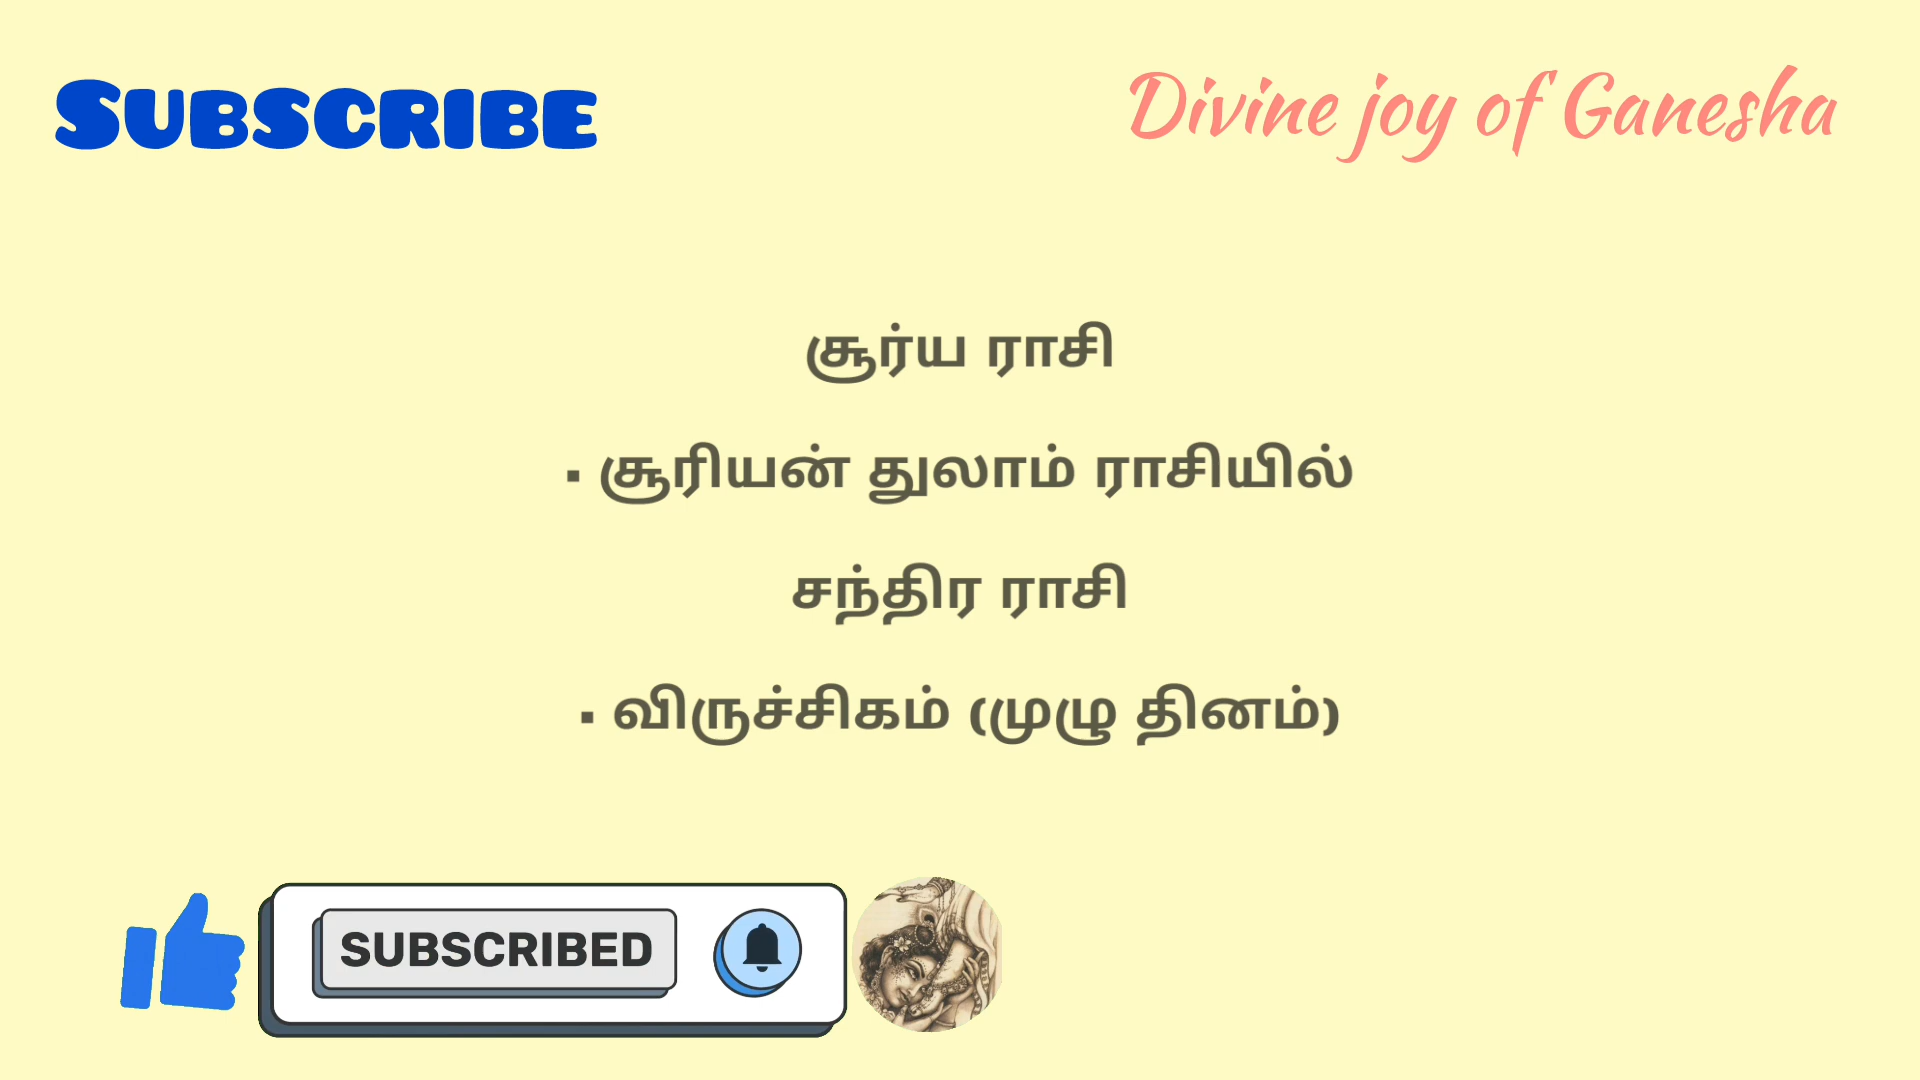 SUBSCRIBE
Divine joy of Ganesha
சூர்ய ராசி
▪ சூரியன் துலாம் ராசியில்
சந்திர ராசி
▪ விருச்சிகம் (முழு தினம்)
SUBSCRIBED